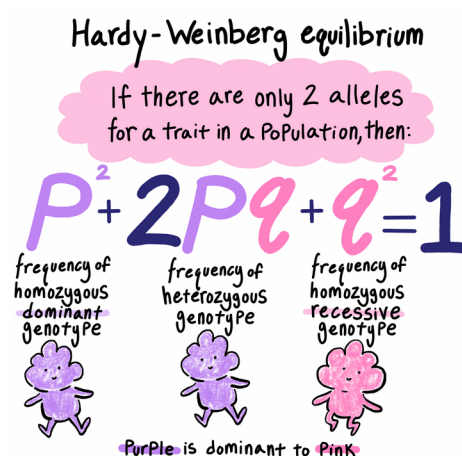 Hardy-Weinberg equilibrium
If there are only 2 alleles
for a trait in a population, then:
p² + 2pq + q² = 1
frequency of
homozygous
dominant
genotype
frequency of
heterozygous
genotype
frequency of
homozygous
recessive
genotype
Purple is dominant to Pink